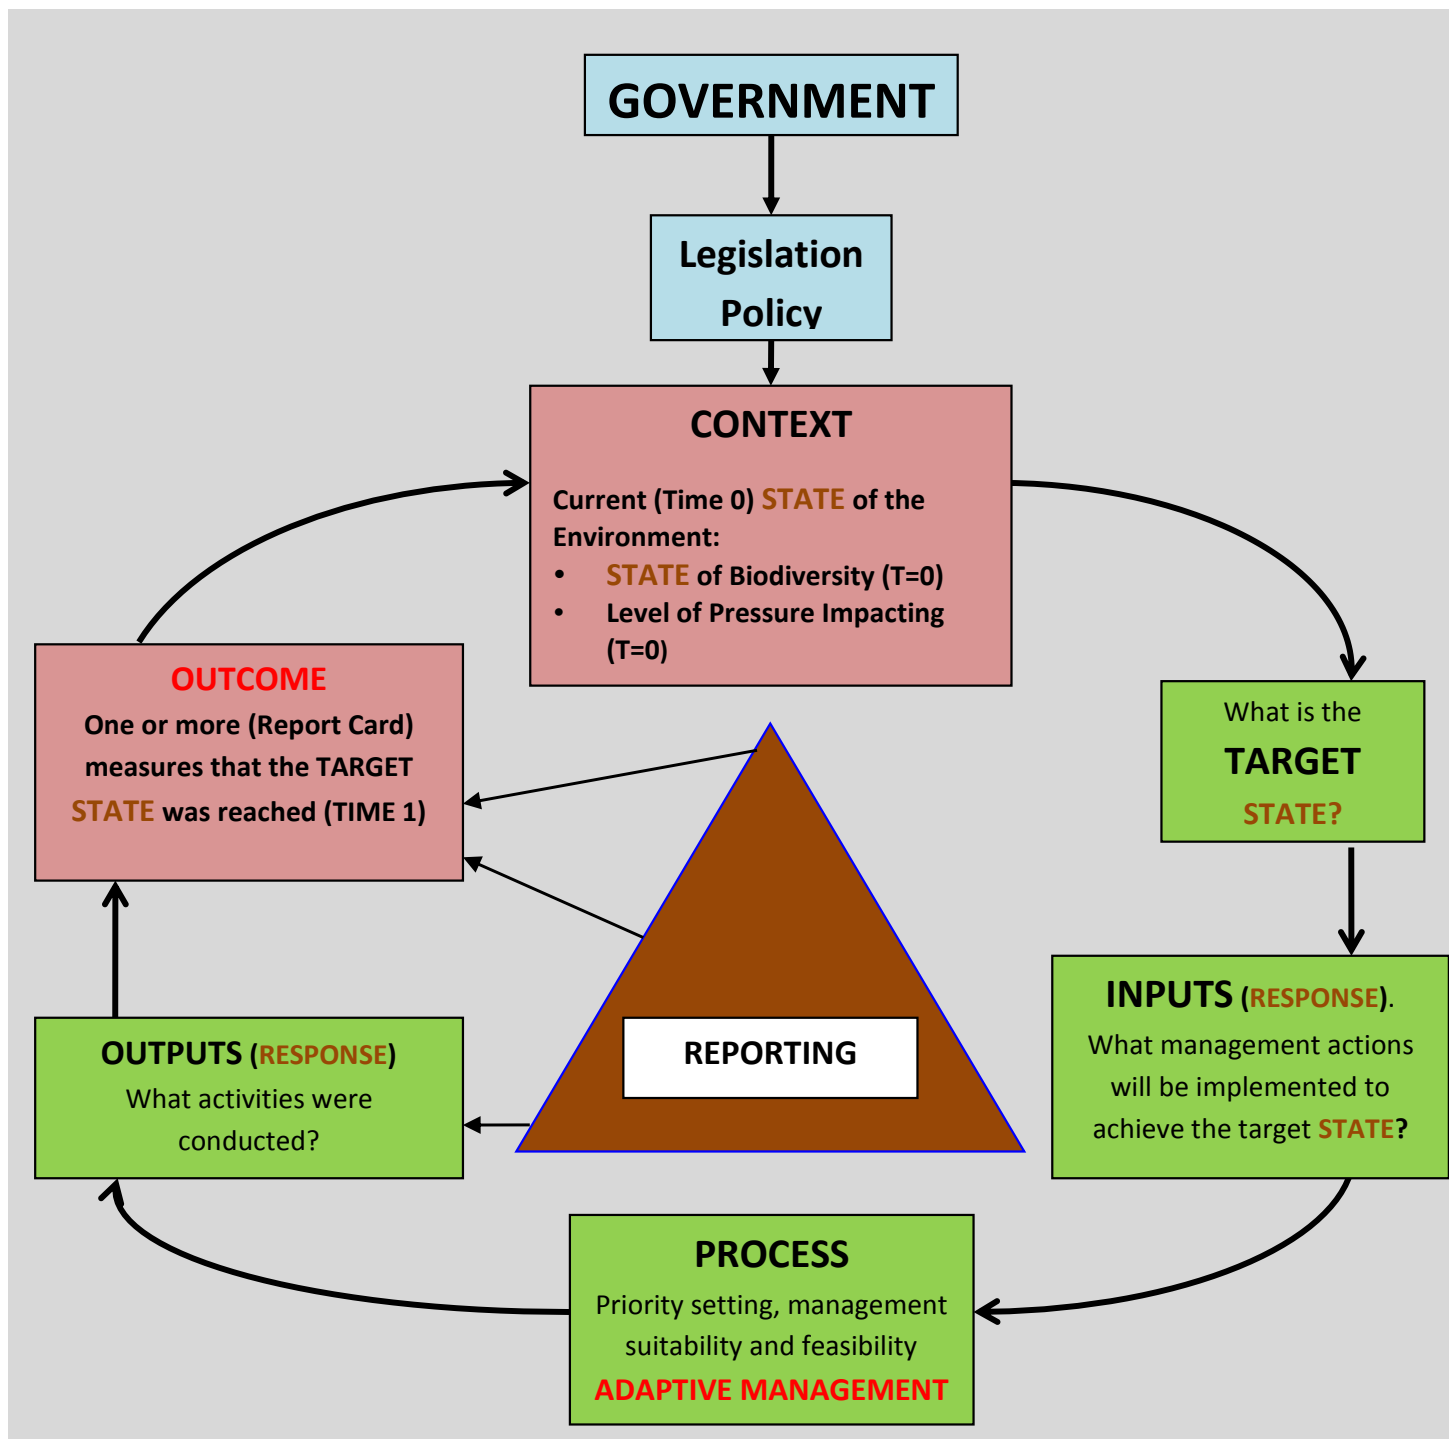 GOVERNMENT
Legislation
Policy
CONTEXT
Current (Time 0) STATE of the
Environment:
• STATE of Biodiversity (T=0)
• Level of Pressure Impacting
(T=0)
OUTCOME
One or more (Report Card)
measures that the TARGET
STATE was reached (TIME 1)
What is the
TARGET
STATE?
INPUTS (RESPONSE).
What management actions
will be implemented to
achieve the target STATE?
REPORTING
OUTPUTS (RESPONSE)
What activities were
conducted?
PROCESS
Priority setting, management
suitability and feasibility
ADAPTIVE MANAGEMENT